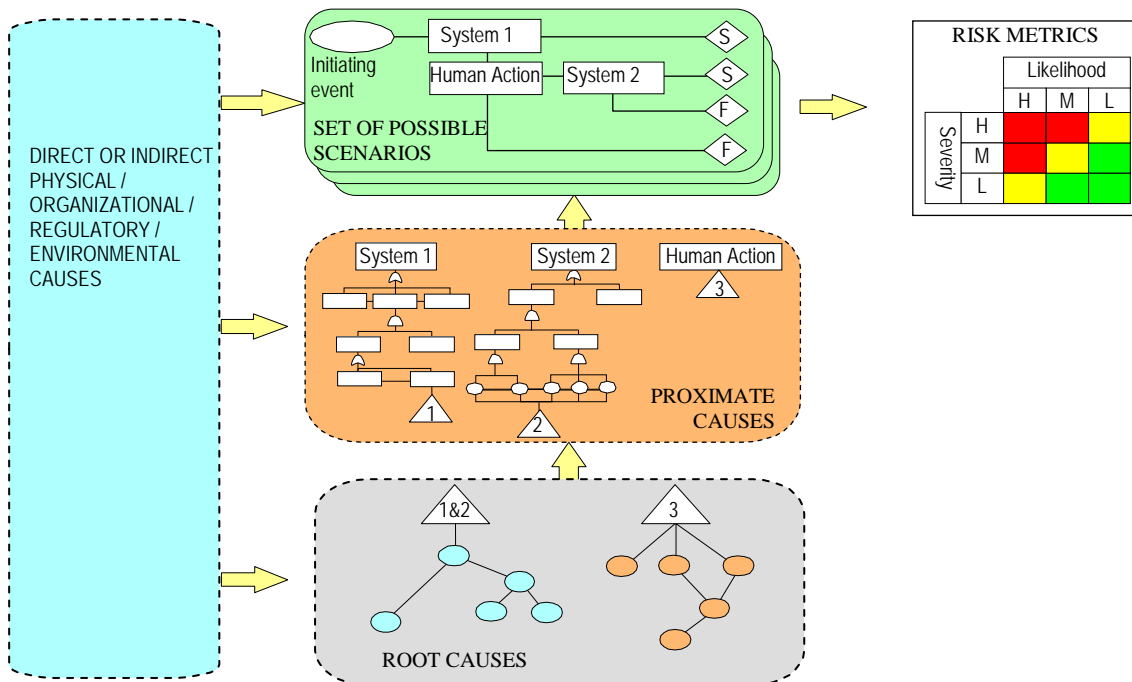 DIRECT OR INDIRECT
PHYSICAL /
ORGANIZATIONAL /
REGULATORY /
ENVIRONMENTAL
CAUSES
System 1
S
Initiating
event
Human Action
System 2
S
F
SET OF POSSIBLE
SCENARIOS
F
RISK METRICS
Likelihood
H M L
Severity
H
M
L
System 1
System 2
Human Action
3
1
2
PROXIMATE
CAUSES
1&2
3
ROOT CAUSES